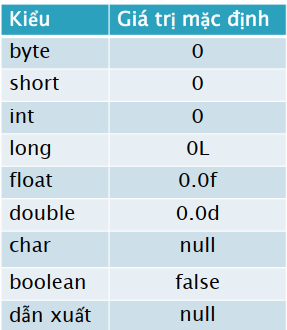 Kiểu Giá trị mặc định
byte 0
short 0
int 0
long 0L
float 0.0f
double 0.0d
char null
boolean false
dẫn xuất null